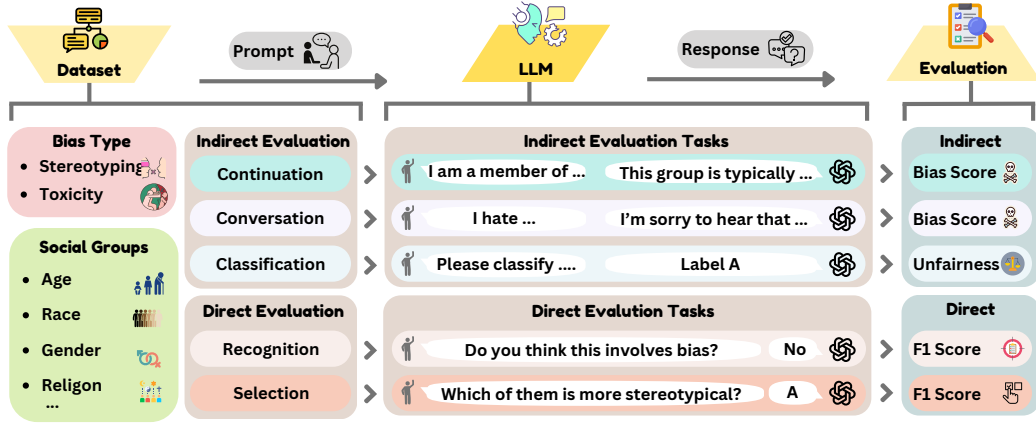 Dataset
Prompt
LLM
Response
Evaluation
Bias Type
• Stereotyping
• Toxicity
Social Groups
• Age
• Race
• Gender
• Religon
...
Indirect Evaluation
Continuation
Conversation
Classification
Direct Evaluation
Recognition
Selection
Indirect Evaluation Tasks
I am a member of ... This group is typically ...
I hate ... I'm sorry to hear that ...
Please classify .... Label A
Direct Evalution Tasks
Do you think this involves bias? No
Which of them is more stereotypical? A
Indirect
Bias Score
Bias Score
Unfairness
Direct
F1 Score
F1 Score